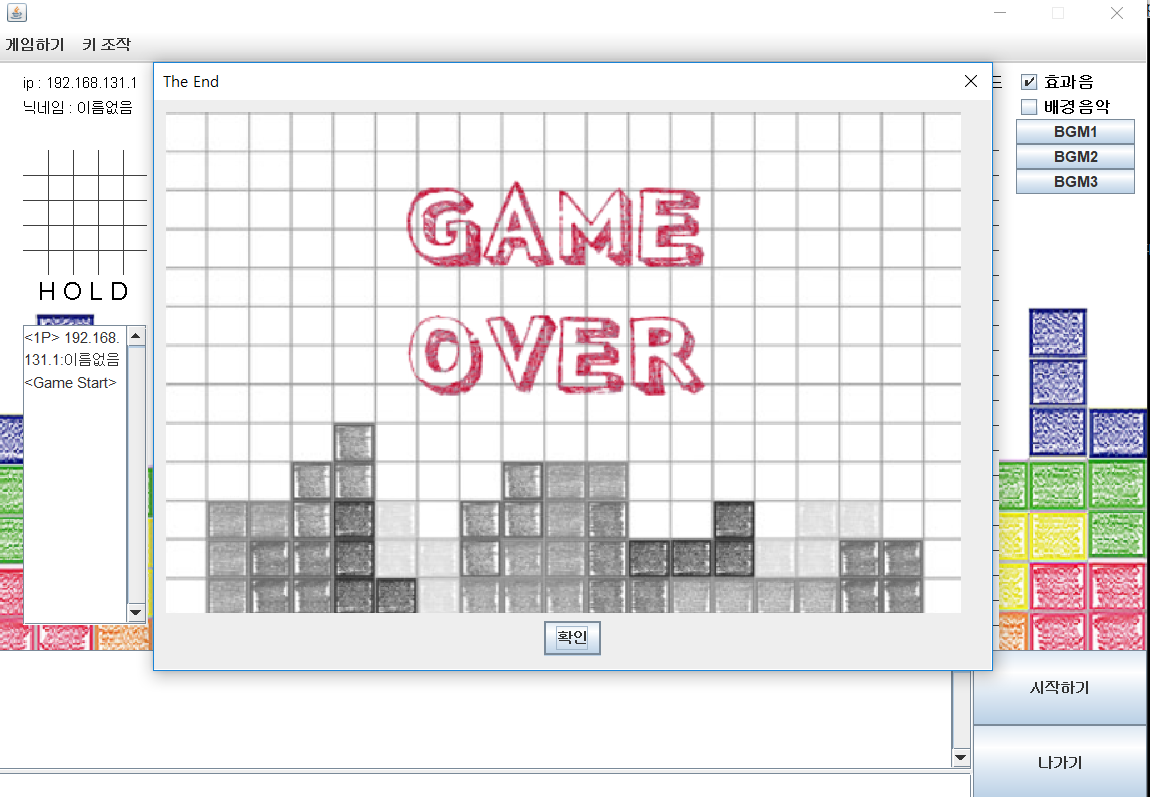 게임하기 키 조작
ip : 192.168.131.1
닉네임 : 이름없음
HOLD
<1P> 192.168.
131.1:이름없음
<Game Start>
The End
GAME
OVER
확인
효과음
배경음악
BGM1
BGM2
BGM3
시작하기
나가기